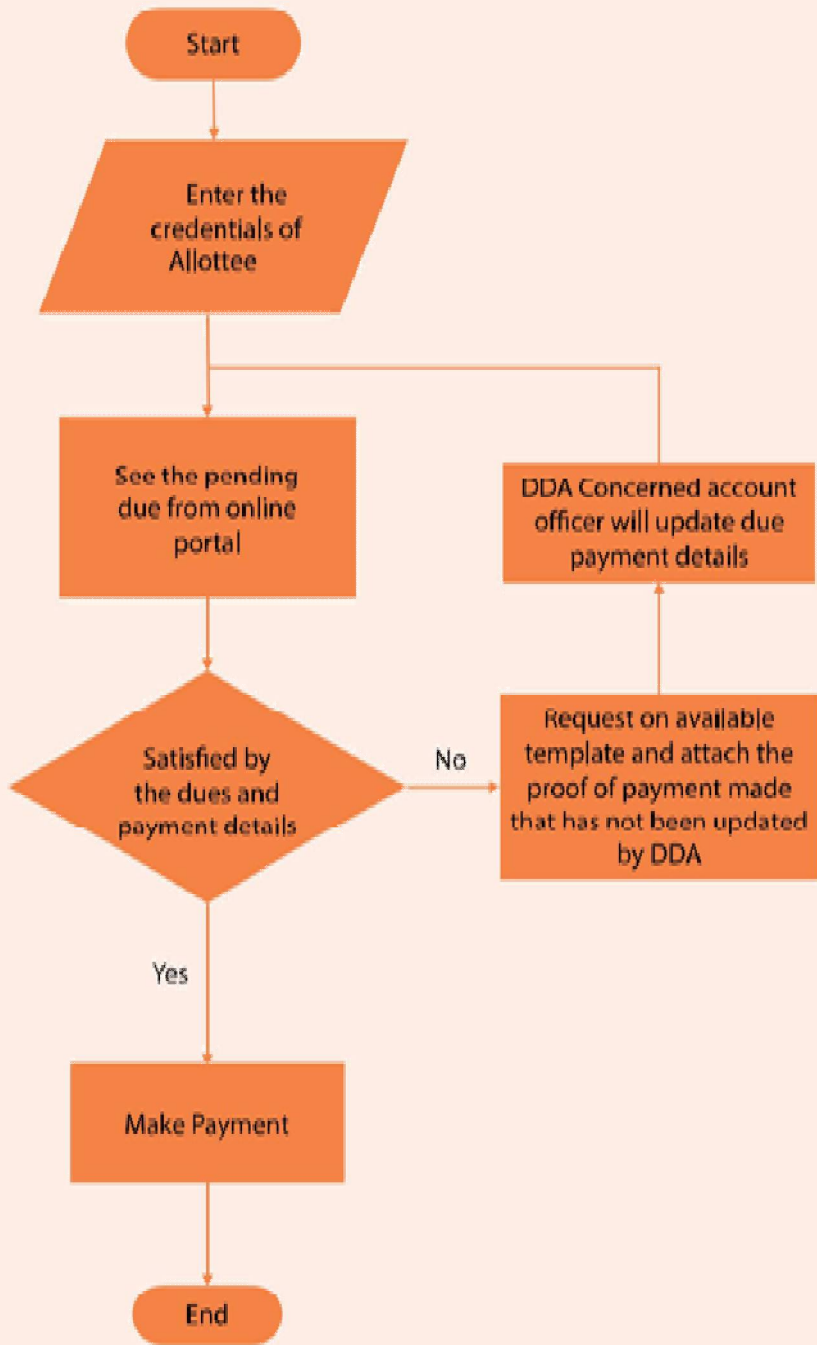 Start
Enter the
credentials of
Allottee
See the pending
due from online
portal
DDA Concerned account
officer will update due
payment details
Satisfied by
the dues and
payment details
No
Request on available
template and attach the
proof of payment made
that has not been updated
by DDA
Yes
Make Payment
End